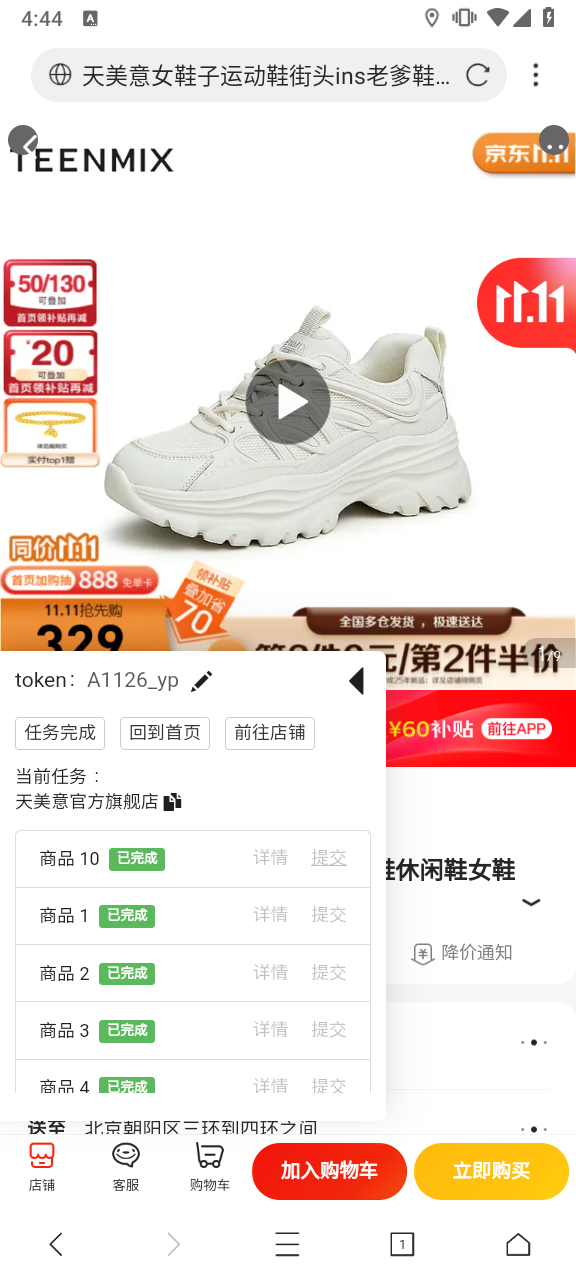 4:44
天美意女鞋子运动鞋街头ins老爹鞋...
TEENMIX
京东11.11
50/130
可叠加
首页领补贴再减
11.11
¥20
可叠加
首页领补贴再减
TEENMIX
详见规则页
实付top1赠
同价11.11
首页加购抽888免单卡
领补贴
叠加省
70
11.11抢先购
329
全国多仓发货，极速送达
/第2件半价
1/9
token： A1126_yp
¥60补贴 前往APP
任务完成 回到首页 前往店铺
当前任务：
天美意官方旗舰店
商品 10 已完成 详情 提交
鞋休闲鞋女鞋
商品 1 已完成 详情 提交
降价通知
商品 2 已完成 详情 提交
商品 3 已完成 详情 提交
商品 4 已完成 详情 提交
送至 北京朝阳区三环到四环之间
店铺 客服 购物车 加入购物车 立即购买
1